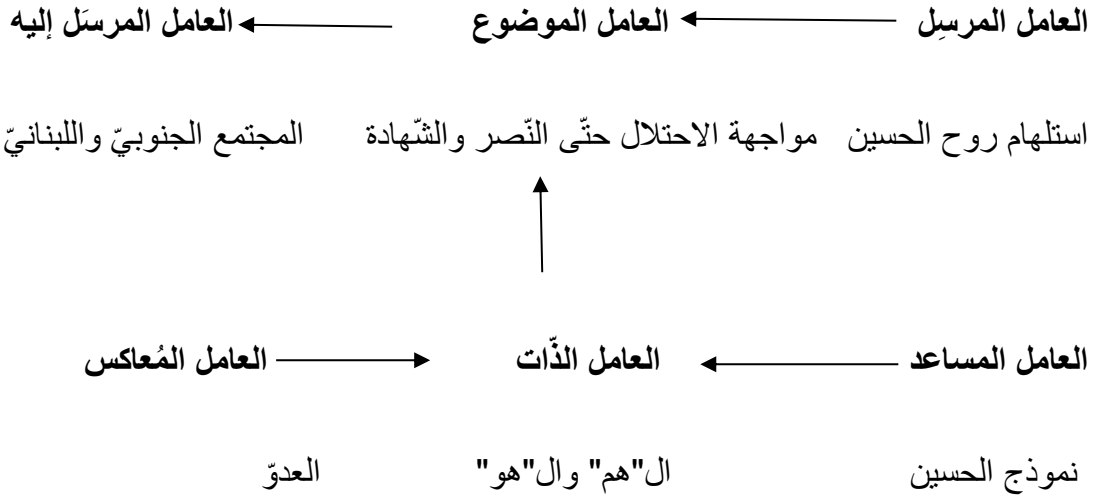 العامل المرسِل العامل الموضوع العامل المرسَل إليه
استلهام روح الحسين مواجهة الاحتلال حتّى النّصر والشّهادة المجتمع الجنوبيّ واللبنانيّ
العامل المساعد العامل الذّات العامل المُعاكس
نموذج الحسين ال"هم" وال"هو" العدوّ